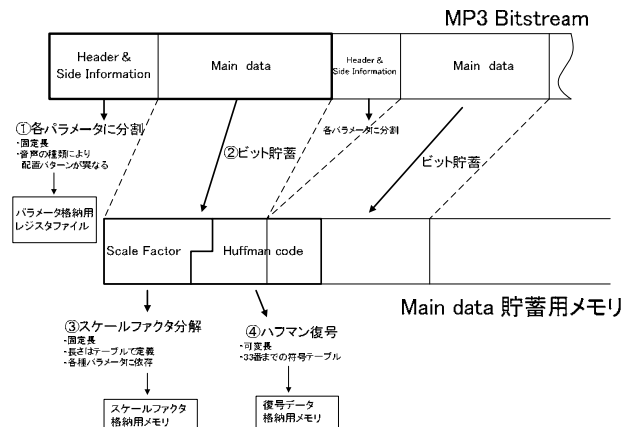 MP3 Bitstream
Header &
Side Information
Main data
Header &
Side Information
Main data
①各パラメータに分割
・固定長
・音声の種類により
配置パターンが異なる
各パラメータに分割
②ビット貯蓄
ビット貯蓄
パラメータ格納用
レジスタファイル
Scale Factor
Huffman code
Main data 貯蓄用メモリ
③スケールファクタ分解
・固定長
・長さはテーブルで定義
・各種パラメータに依存
④ハフマン復号
・可変長
・33番までの符号テーブル
スケールファクタ
格納用メモリ
復号データ
格納用メモリ